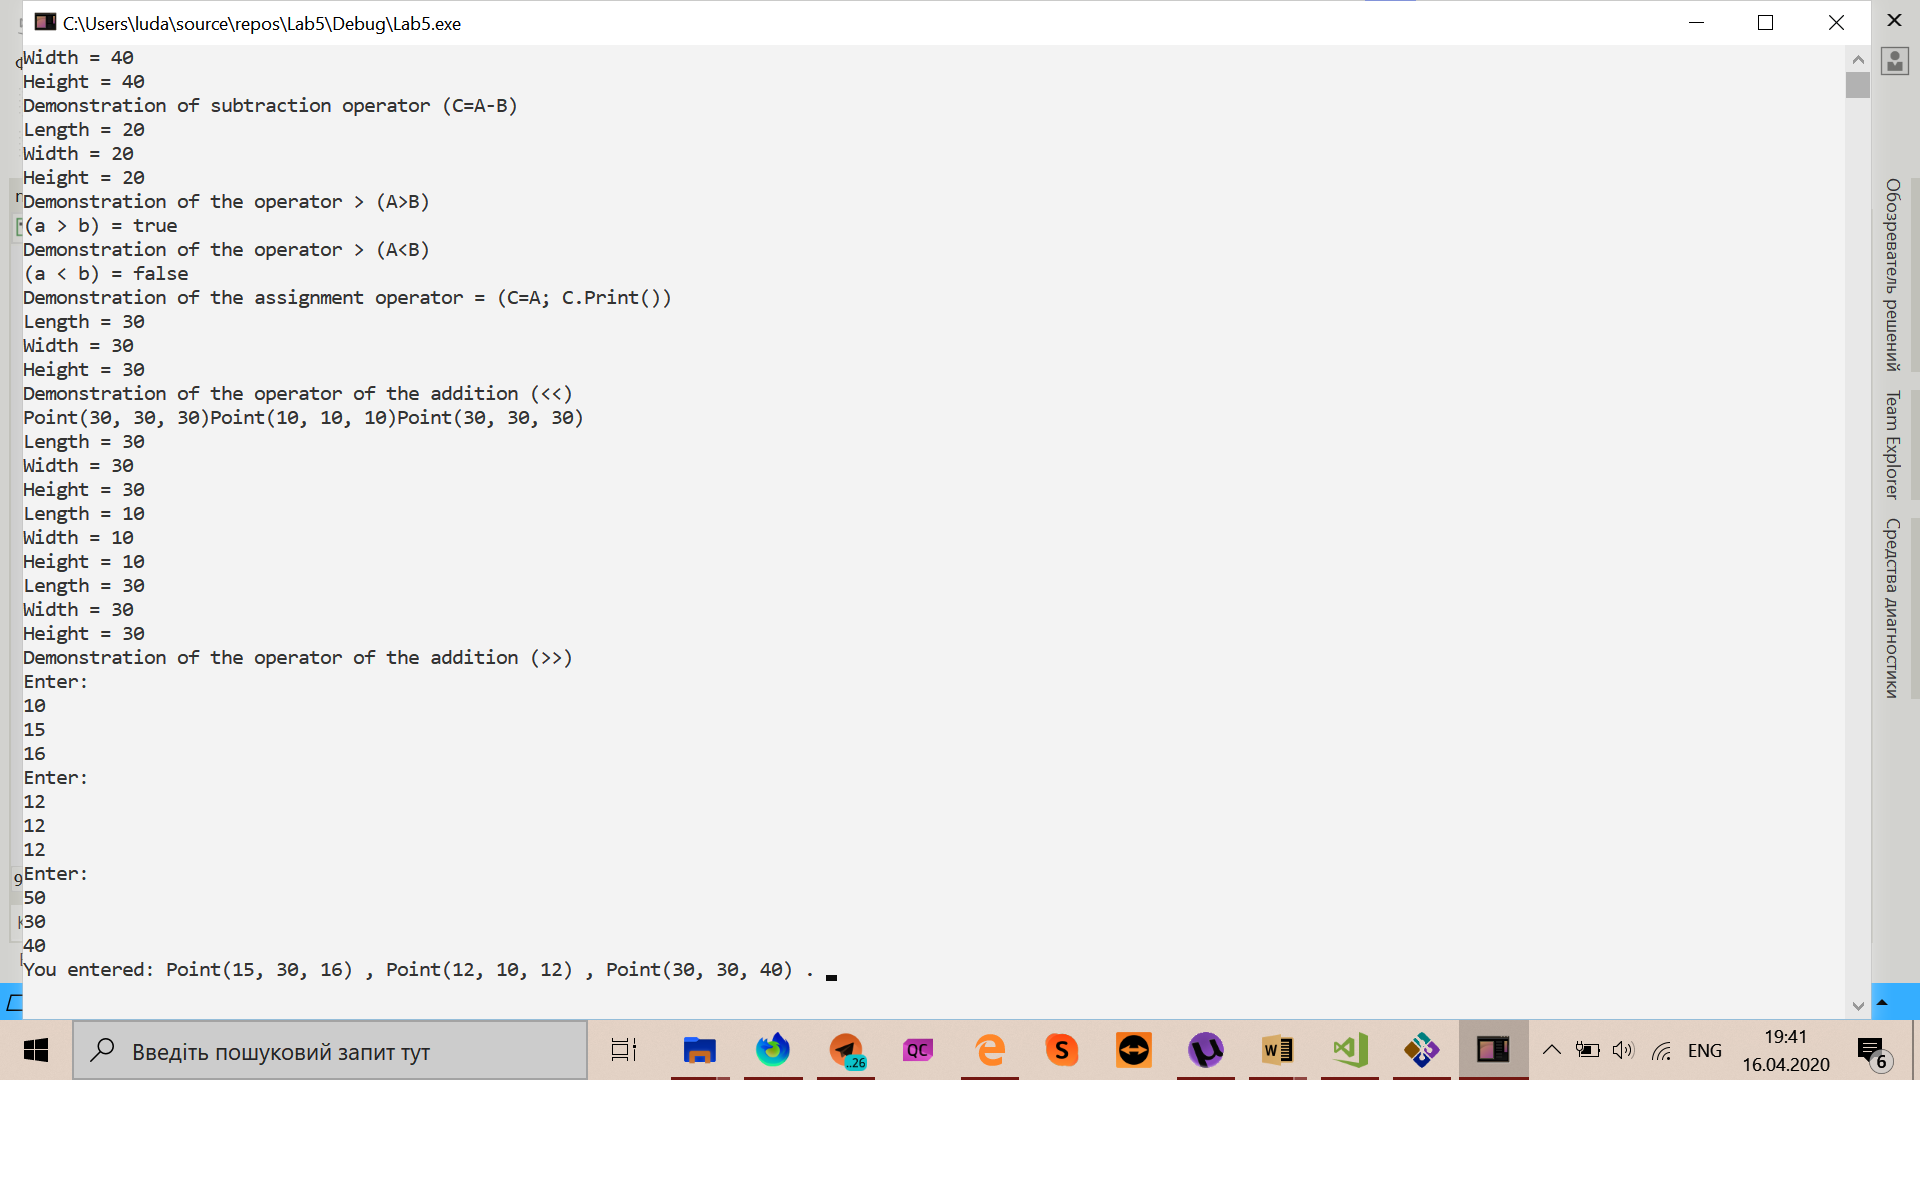 C:\Users\luda\source\repos\Lab5\Debug\Lab5.exe
Width = 40
Height = 40
Demonstration of subtraction operator (C=A-B)
Length = 20
Width = 20
Height = 20
Demonstration of the operator > (A>B)
(a > b) = true
Demonstration of the operator > (A<B)
(a < b) = false
Demonstration of the assignment operator = (C=A; C.Print())
Length = 30
Width = 30
Height = 30
Demonstration of the operator of the addition (<<)
Point(30, 30, 30)Point(10, 10, 10)Point(30, 30, 30)
Length = 30
Width = 30
Height = 30
Length = 10
Width = 10
Height = 10
Length = 30
Width = 30
Height = 30
Demonstration of the operator of the addition (>>)
Enter:
10
15
16
Enter:
12
12
12
Enter:
50
30
40
You entered: Point(15, 30, 16) , Point(12, 10, 12) , Point(30, 30, 40) .
Обозреватель решений
Team Explorer
Средства диагностики
Введіть пошуковий запит тут
..26
QC
S
W
ENG
19:41
16.04.2020
6